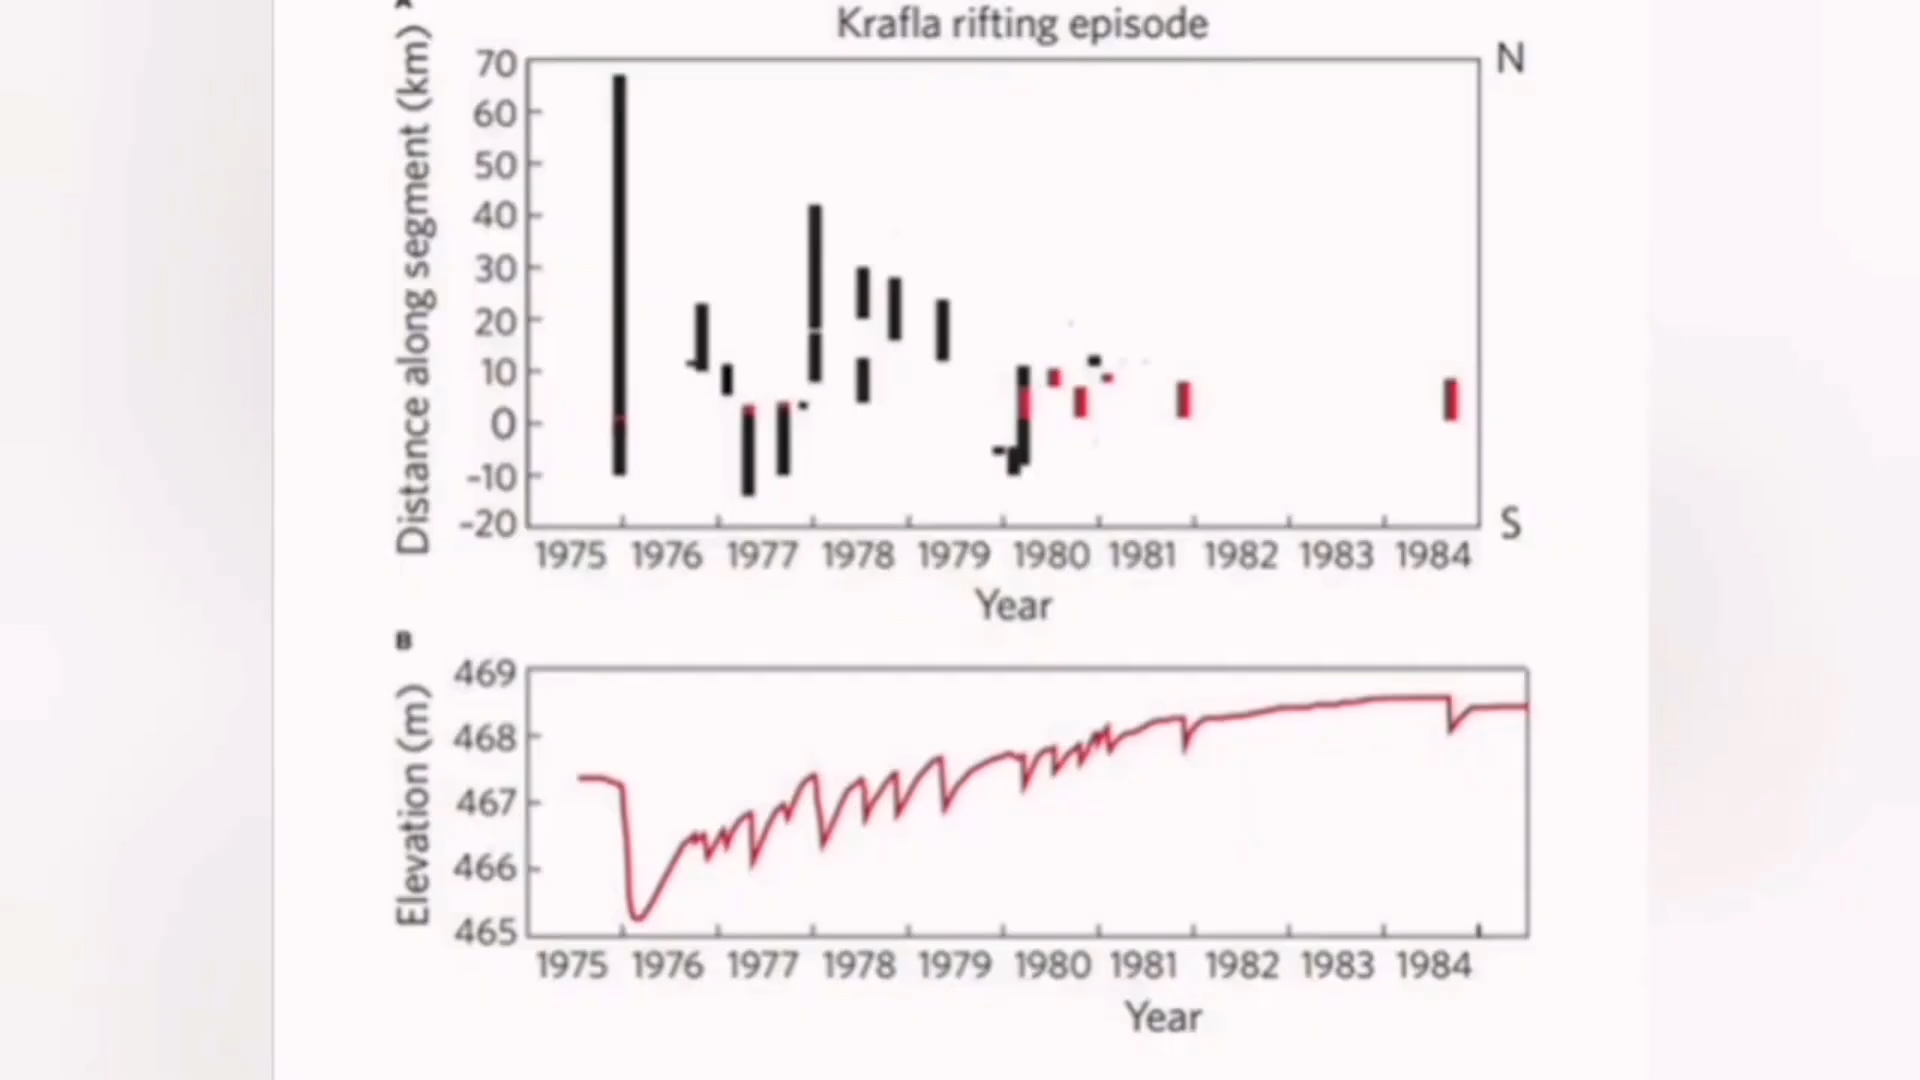 A
Krafla rifting episode
N
Distance along segment (km)
70
60
50
40
30
20
10
0
-10
-20
S
1975 1976 1977 1978 1979 1980 1981 1982 1983 1984
Year
B
Elevation (m)
469
468
467
466
465
1975 1976 1977 1978 1979 1980 1981 1982 1983 1984
Year